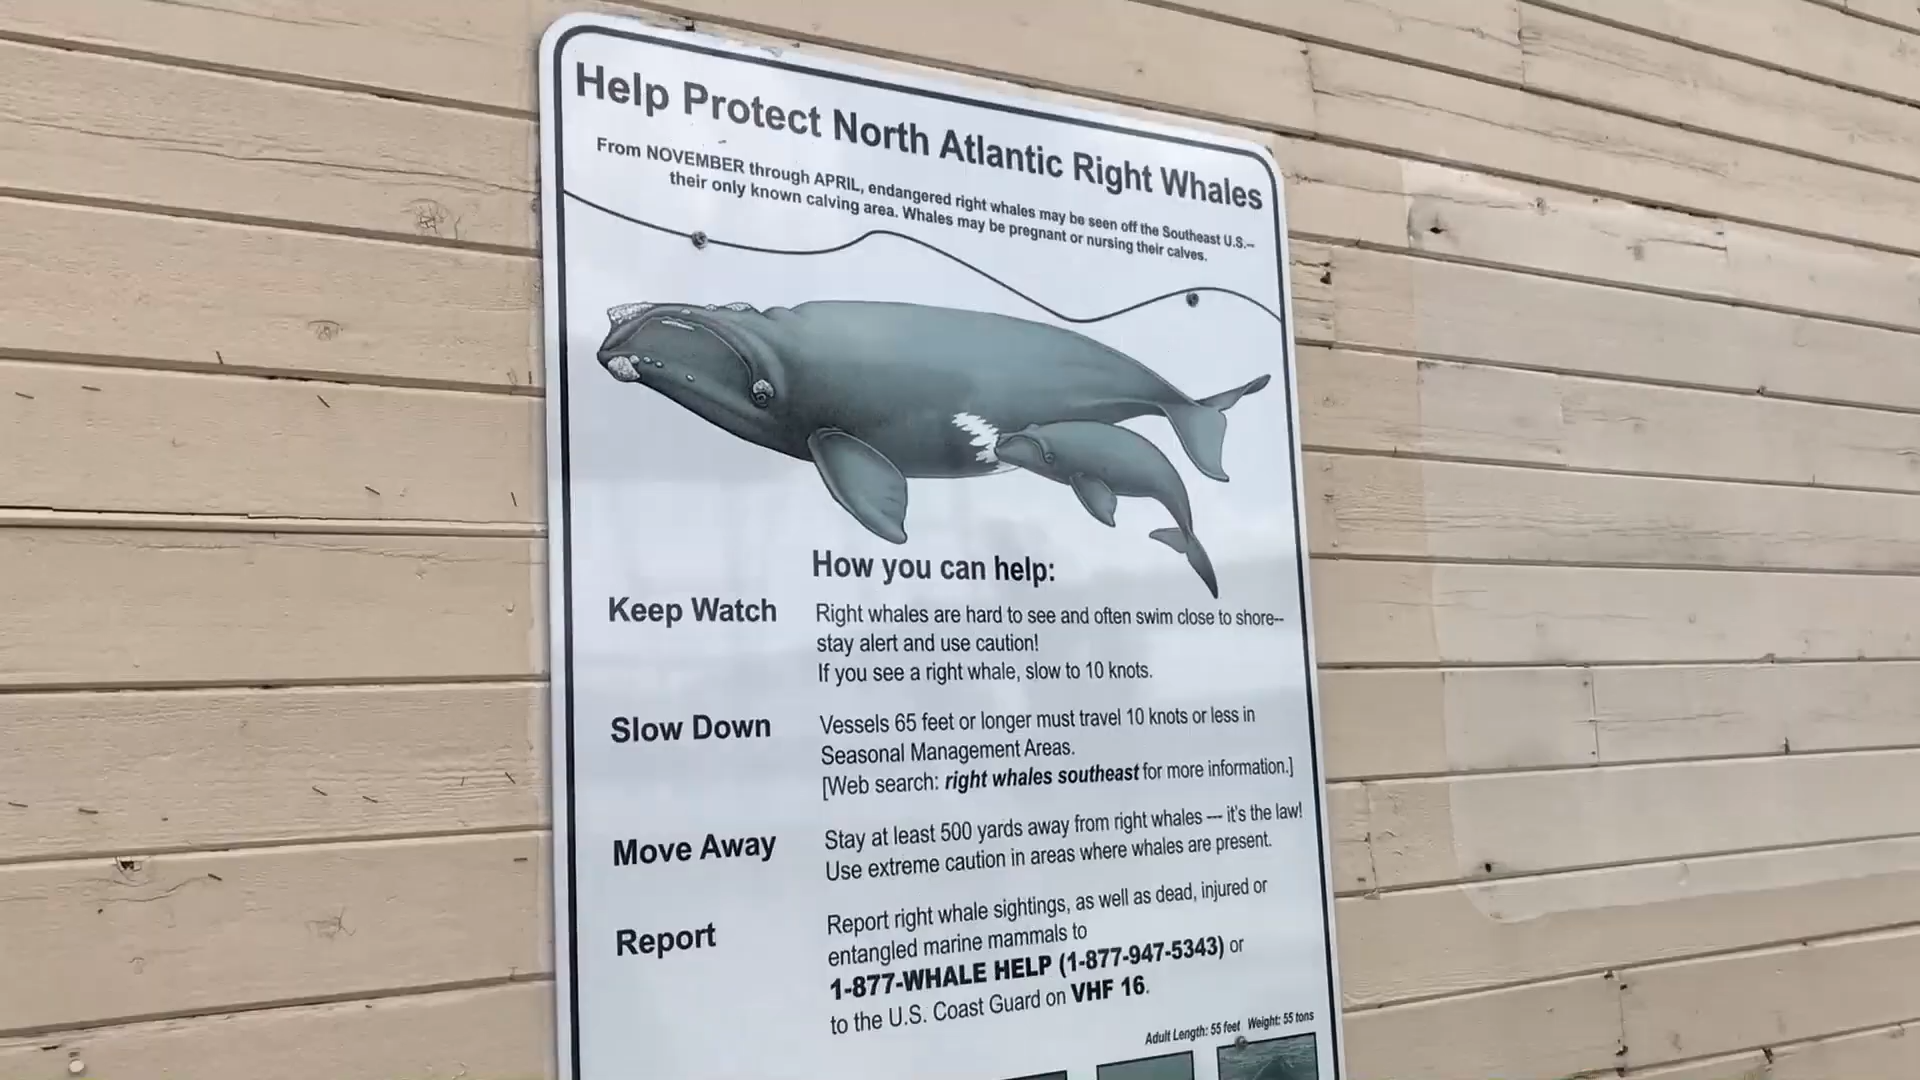 Help Protect North Atlantic Right Whales
From NOVEMBER through APRIL, endangered right whales may be seen off the Southeast U.S.--
their only known calving area. Whales may be pregnant or nursing their calves.
How you can help:
Keep Watch
Right whales are hard to see and often swim close to shore--
stay alert and use caution!
If you see a right whale, slow to 10 knots.
Slow Down
Vessels 65 feet or longer must travel 10 knots or less in
Seasonal Management Areas.
[Web search: right whales southeast for more information.]
Move Away
Stay at least 500 yards away from right whales --- it's the law!
Use extreme caution in areas where whales are present.
Report
Report right whale sightings, as well as dead, injured or
entangled marine mammals to
1-877-WHALE HELP (1-877-947-5343) or
to the U.S. Coast Guard on VHF 16.
Adult Length: 55 feet Weight: 55 tons